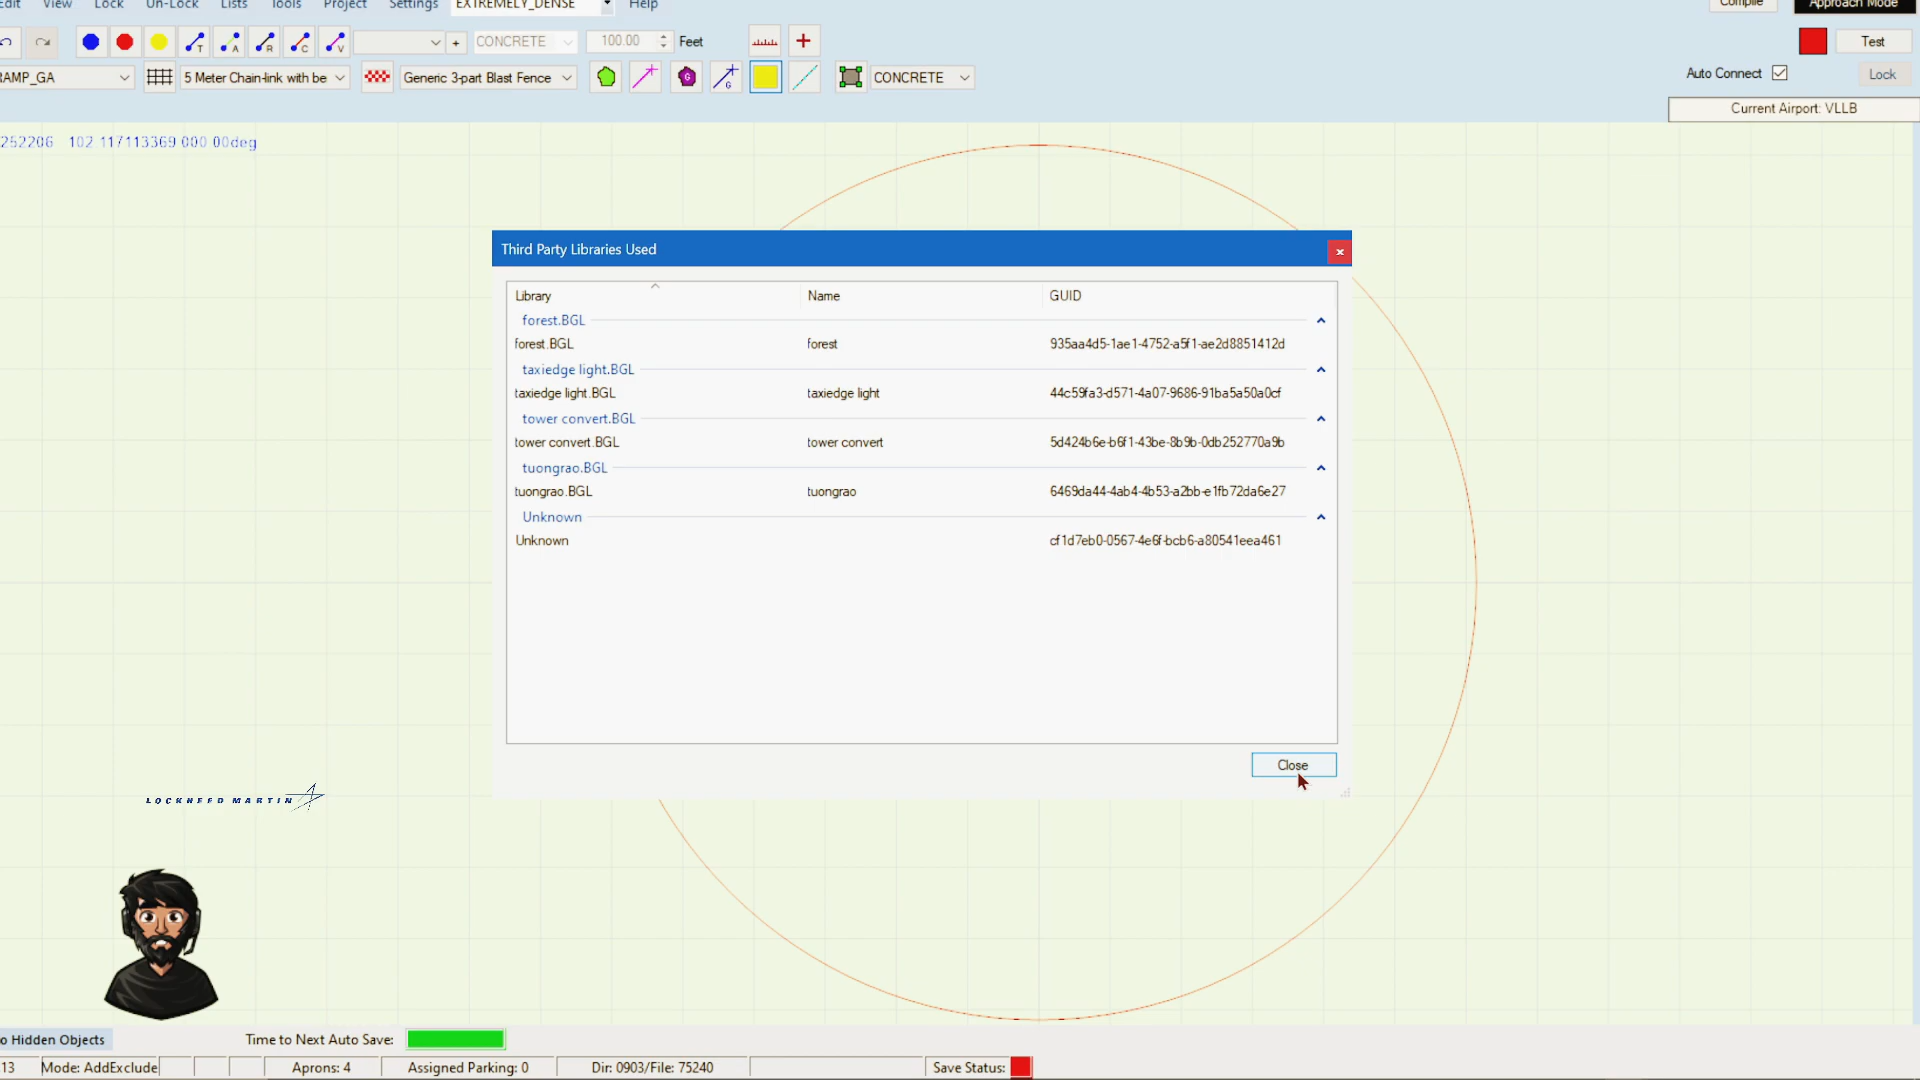 Edit View Lock Un-Lock Lists Tools Project Settings EXTREMELY_DENSE Help Compile Approach Mode
T A R C V + CONCRETE 100.00 Feet + Test
RAMP_GA 5 Meter Chain-link with be Generic 3-part Blast Fence G G CONCRETE Auto Connect Lock
Current Airport: VLLB
252206 102.117113369 000.00deg
Third Party Libraries Used
Library Name GUID
forest.BGL
forest.BGL forest 935aa4d5-1ae1-4752-a5f1-ae2d8851412d
taxiedge light.BGL
taxiedge light.BGL taxiedge light 44c59fa3-d571-4a07-9686-91ba5a50a0cf
tower convert.BGL
tower convert.BGL tower convert 5d424b6e-b6f1-43be-8b9b-0db252770a9b
tuongrao.BGL
tuongrao.BGL tuongrao 6469da44-4ab4-4b53-a2bb-e1fb72da6e27
Unknown
Unknown cf1d7eb0-0567-4e6f-bcb6-a80541eea461
Close
LOCKHEED MARTIN
o Hidden Objects Time to Next Auto Save:
13 Mode: AddExclude Aprons: 4 Assigned Parking: 0 Dir: 0903/File: 75240 Save Status: